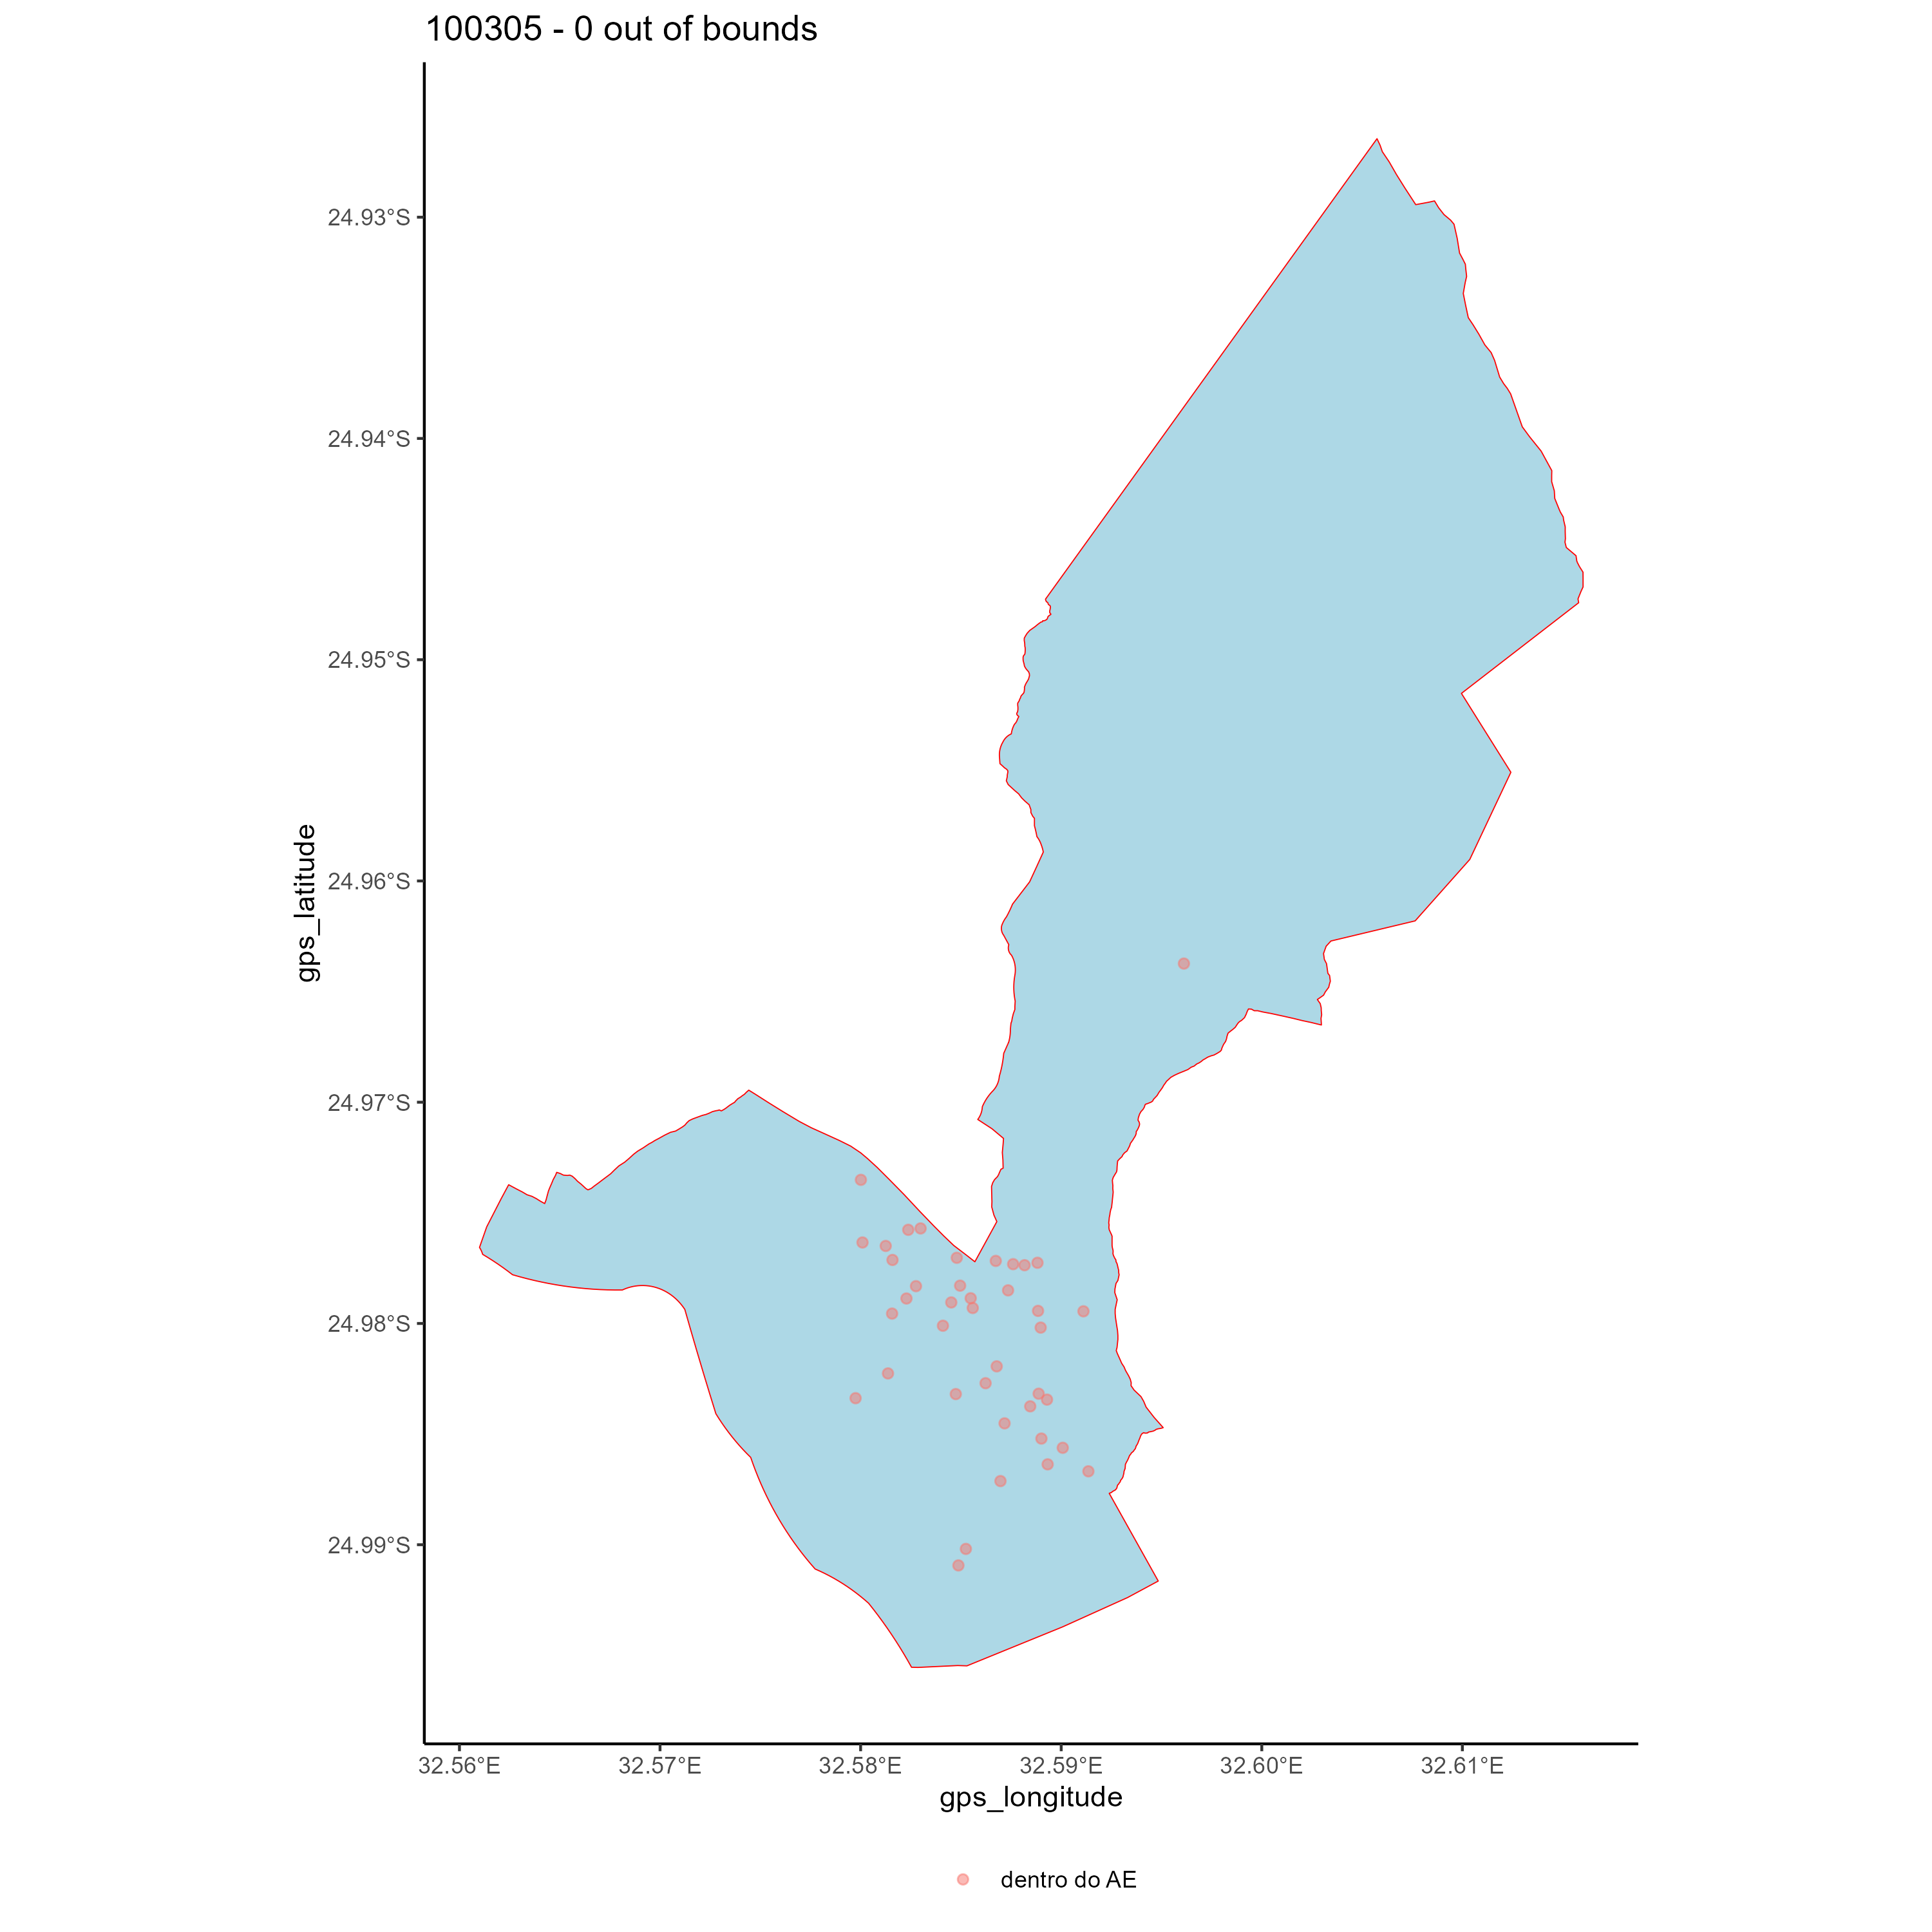 100305 - 0 out of bounds
24.93°S
24.94°S
24.95°S
24.96°S
24.97°S
24.98°S
24.99°S
gps_latitude
32.56°E 32.57°E 32.58°E 32.59°E 32.60°E 32.61°E
gps_longitude
dentro do AE